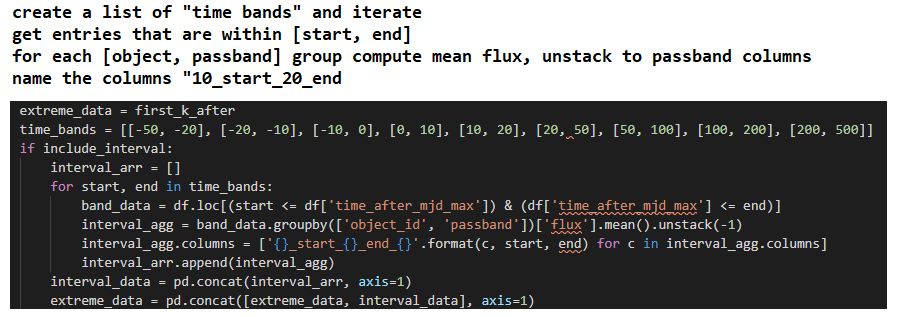 create a list of "time bands" and iterate
get entries that are within [start, end]
for each [object, passband] group compute mean flux, unstack to passband columns
name the columns "10_start_20_end
extreme_data = first_k_after
time_bands = [[-50, -20], [-20, -10], [-10, 0], [0, 10], [10, 20], [20, 50], [50, 100], [100, 200], [200, 500]]
if include_interval:
    interval_arr = []
    for start, end in time_bands:
        band_data = df.loc[(start <= df['time_after_mjd_max']) & (df['time_after_mjd_max'] <= end)]
        interval_agg = band_data.groupby(['object_id', 'passband'])['flux'].mean().unstack(-1)
        interval_agg.columns = ['{}_start_{}_end_{}'.format(c, start, end) for c in interval_agg.columns]
        interval_arr.append(interval_agg)
    interval_data = pd.concat(interval_arr, axis=1)
    extreme_data = pd.concat([extreme_data, interval_data], axis=1)